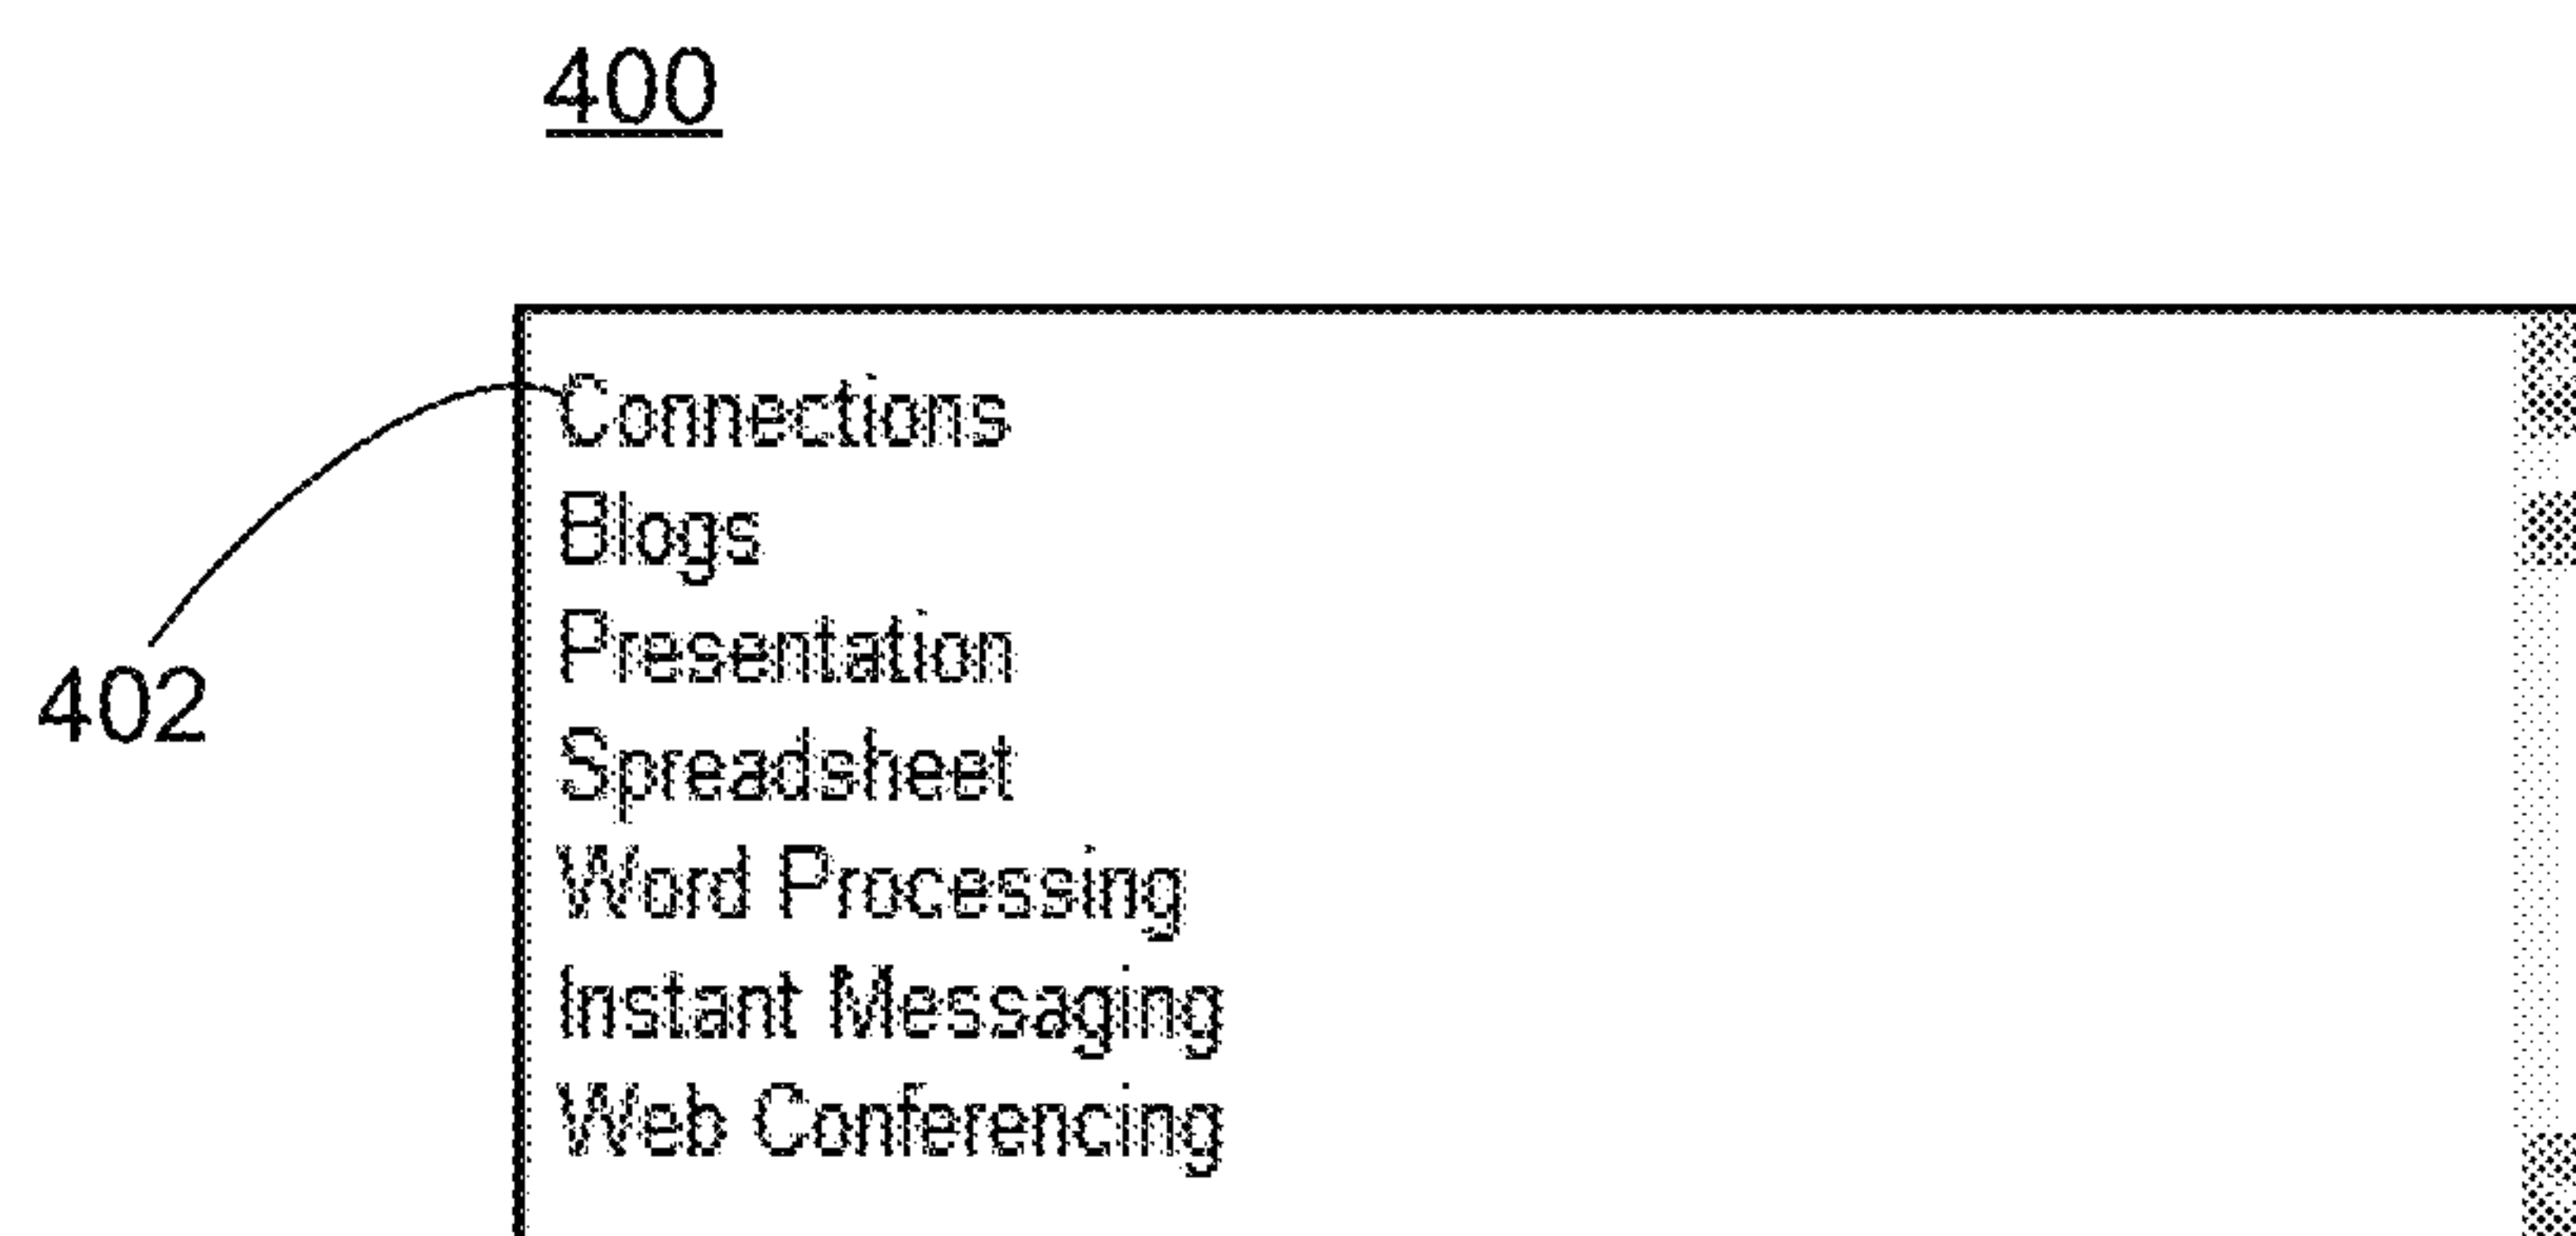 400
Connections
Blogs
Presentation
402
Spreadsheet
Word Processing
Instant Messaging
Web Conferencing